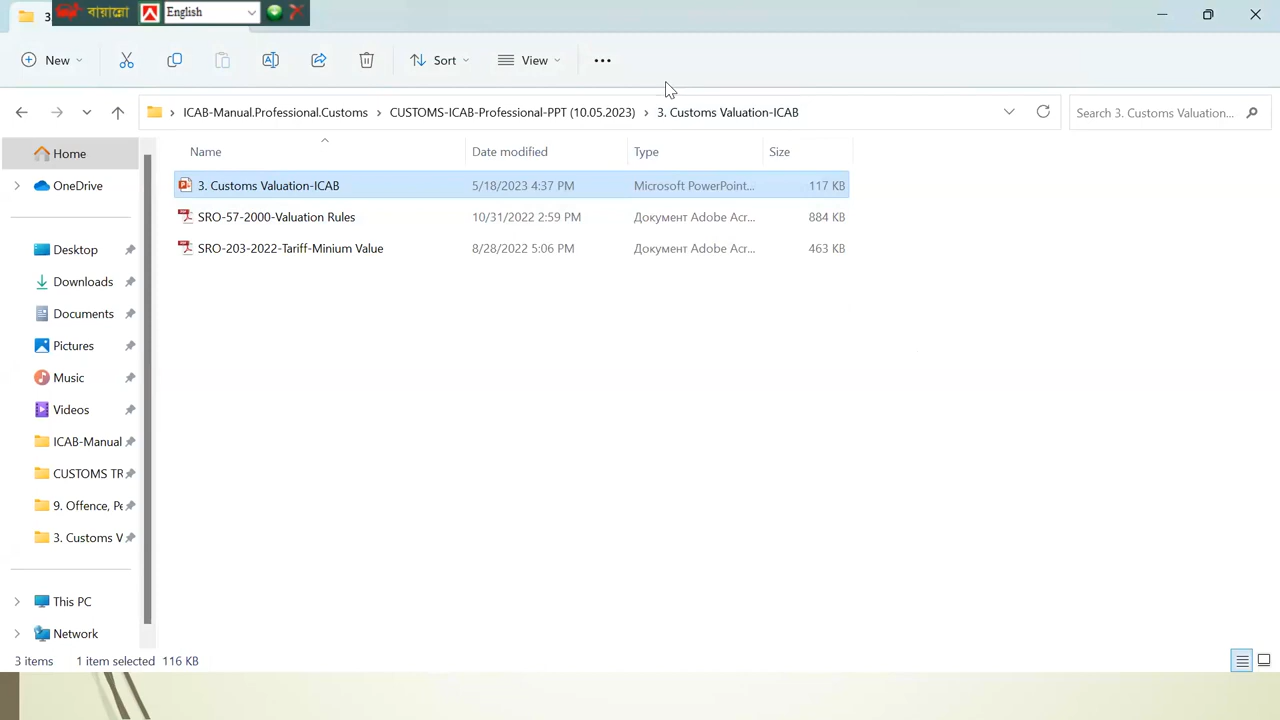 3
বায়ান্নো English
New Sort View
ICAB-Manual.Professional.Customs CUSTOMS-ICAB-Professional-PPT (10.05.2023) 3. Customs Valuation-ICAB Search 3. Customs Valuation...
Name Date modified Type Size
3. Customs Valuation-ICAB 5/18/2023 4:37 PM Microsoft PowerPoint... 117 KB
SRO-57-2000-Valuation Rules 10/31/2022 2:59 PM Документ Adobe Acr... 884 KB
SRO-203-2022-Tariff-Minium Value 8/28/2022 5:06 PM Документ Adobe Acr... 463 KB
Home
OneDrive
Desktop
Downloads
Documents
Pictures
Music
Videos
ICAB-Manual
CUSTOMS TR
9. Offence, Pe
3. Customs V
This PC
Network
3 items 1 item selected 116 KB